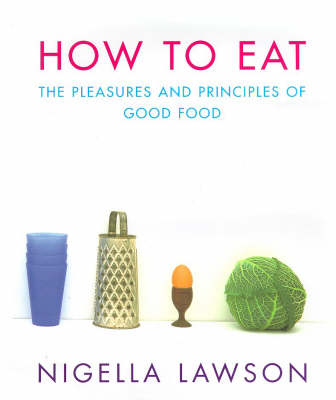 HOW TO EAT
THE PLEASURES AND PRINCIPLES OF
GOOD FOOD
NIGELLA LAWSON